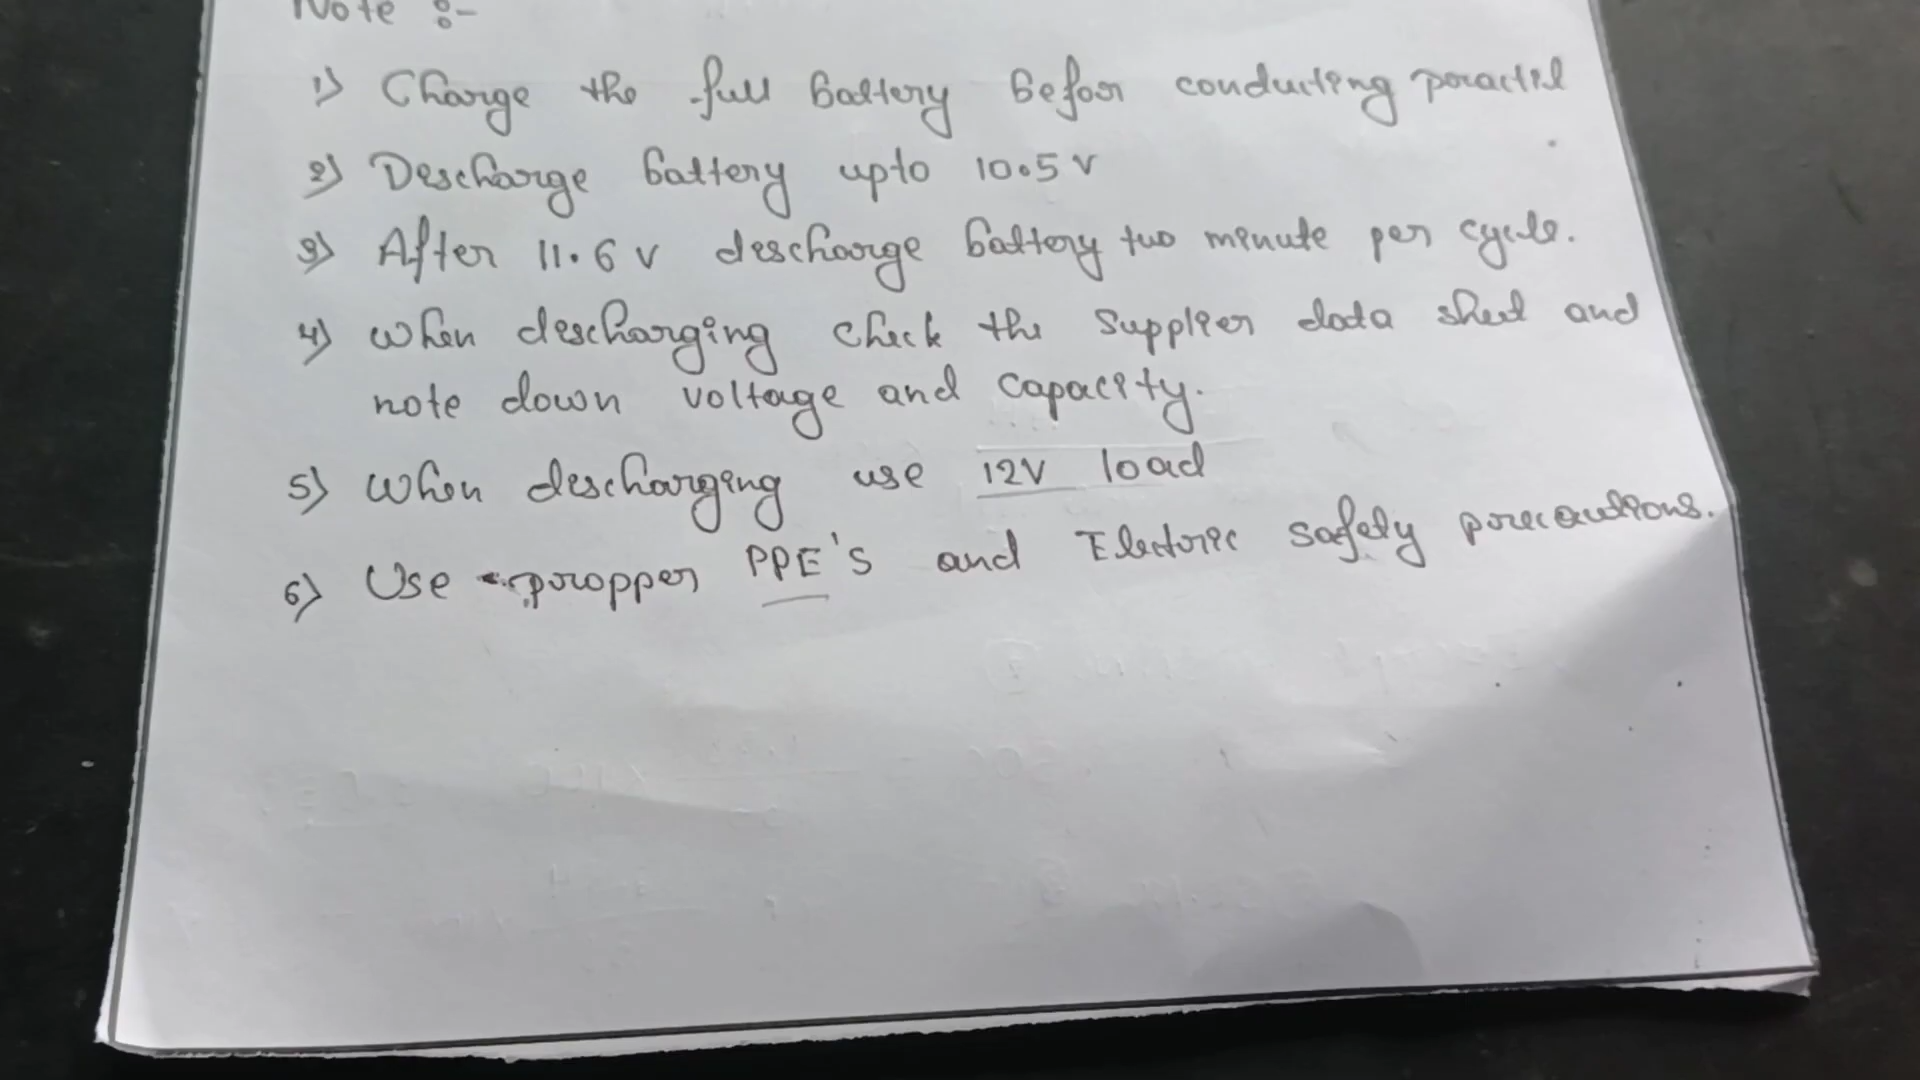 Note :-
1) Charge the full battery befor conducting practil
2) Descharge battery upto 10.5 V
3) After 11.6 V descharge battery two menute per cycle.
4) When descharging check the Supplier data sheet and
note down voltage and capacity.
5) When descharging use 12V load
6) Use propper PPE's and Electric safety precautions.